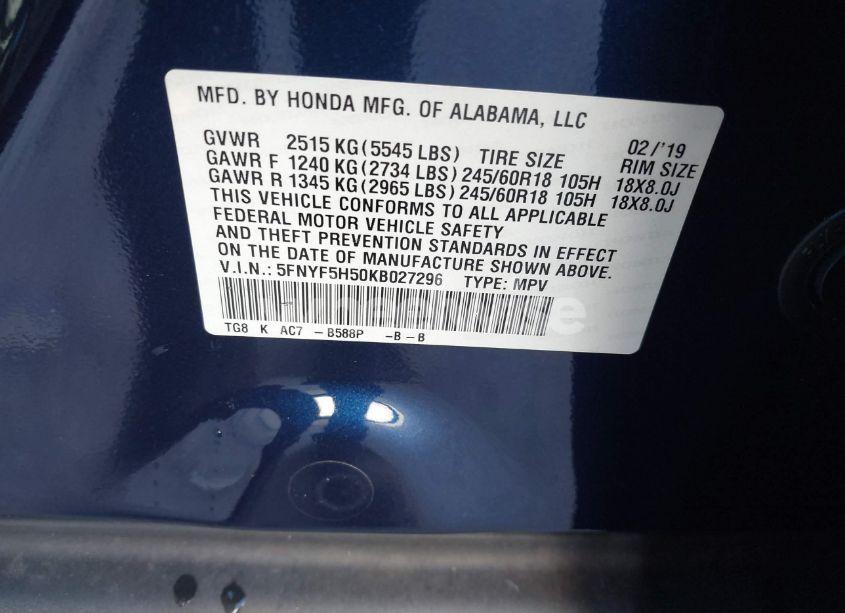 MFD. BY HONDA MFG. OF ALABAMA, LLC
GVWR 2515 KG (5545 LBS) TIRE SIZE 02/'19 RIM SIZE
GAWR F 1240 KG (2734 LBS) 245/60R18 105H 18X8.0J
GAWR R 1345 KG (2965 LBS) 245/60R18 105H 18X8.0J
THIS VEHICLE CONFORMS TO ALL APPLICABLE
FEDERAL MOTOR VEHICLE SAFETY
AND THEFT PREVENTION STANDARDS IN EFFECT
ON THE DATE OF MANUFACTURE SHOWN ABOVE.
V.I.N.: 5FNYF5H50KB027296 TYPE: MPV
TG8 K AC7 -B588P -B-B